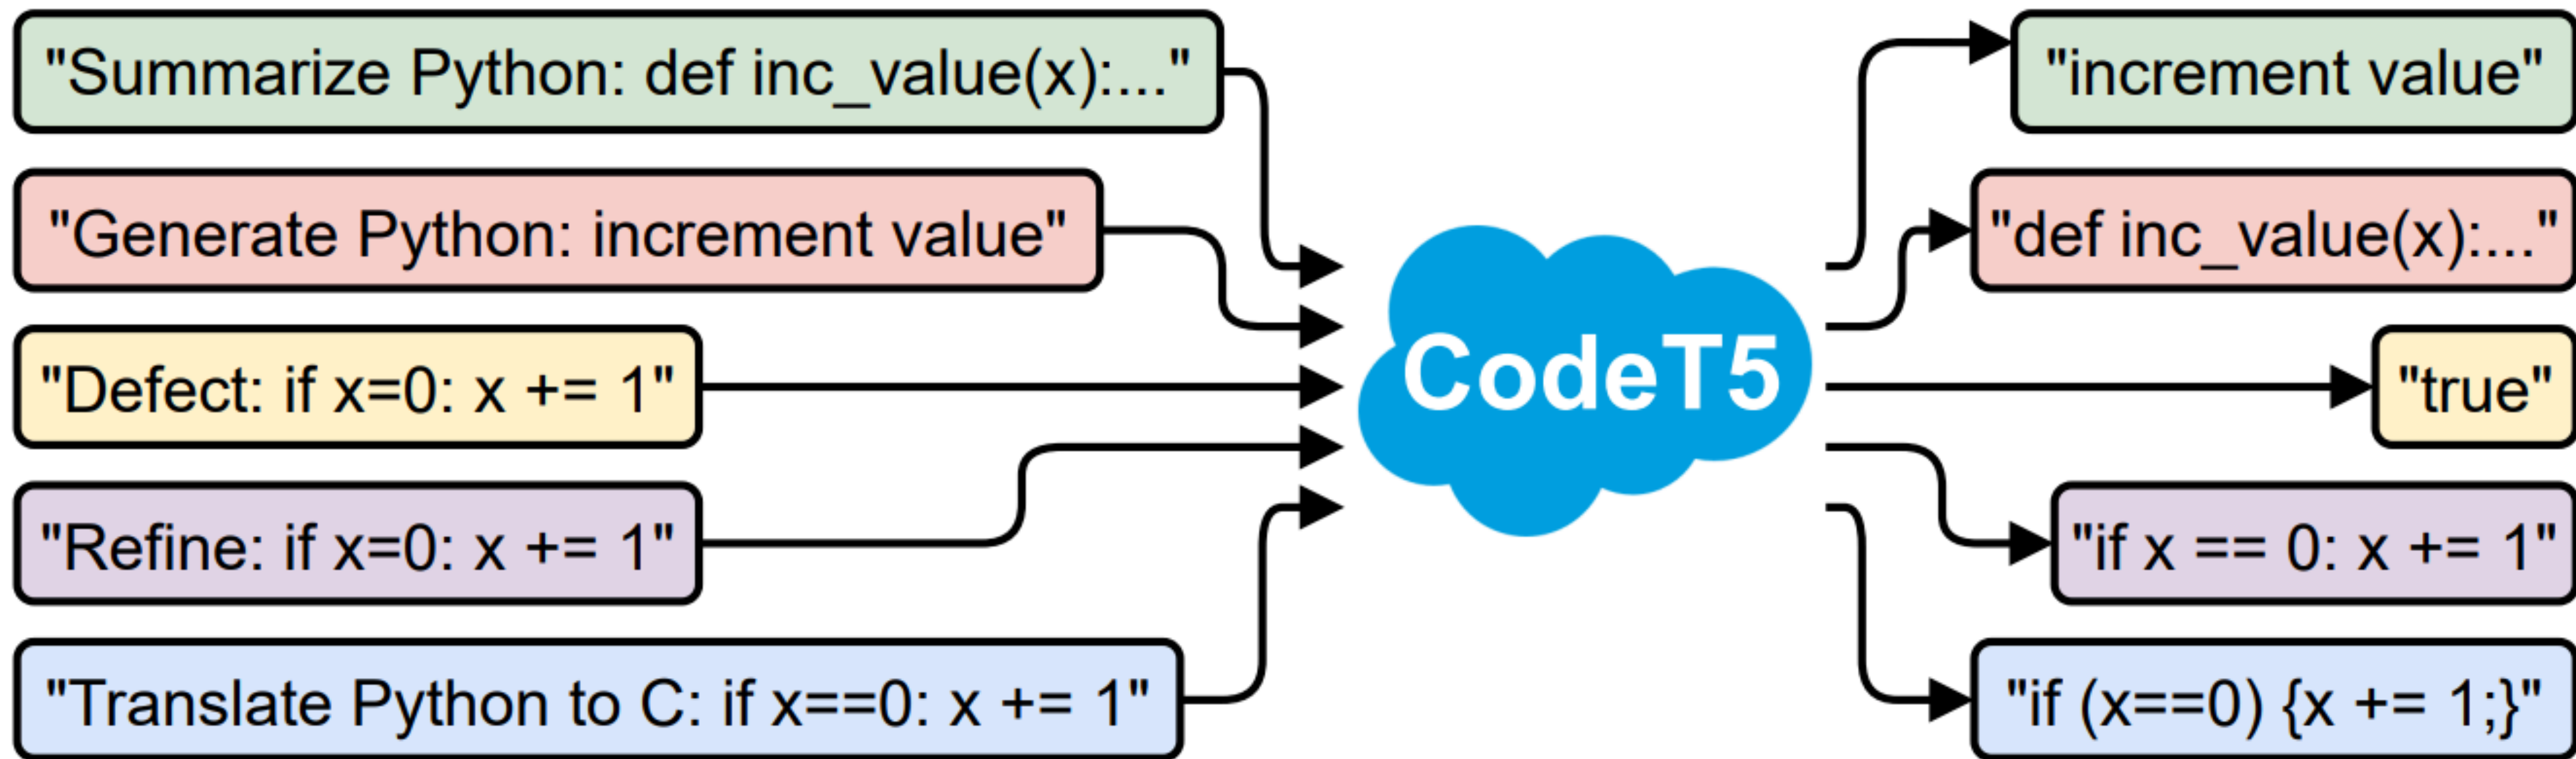 "Summarize Python: def inc_value(x):..."
"increment value"
"Generate Python: increment value"
"def inc_value(x):..."
"Defect: if x=0: x += 1"
CodeT5
"true"
"Refine: if x=0: x += 1"
"if x == 0: x += 1"
"Translate Python to C: if x==0: x += 1"
"if (x==0) {x += 1;}"